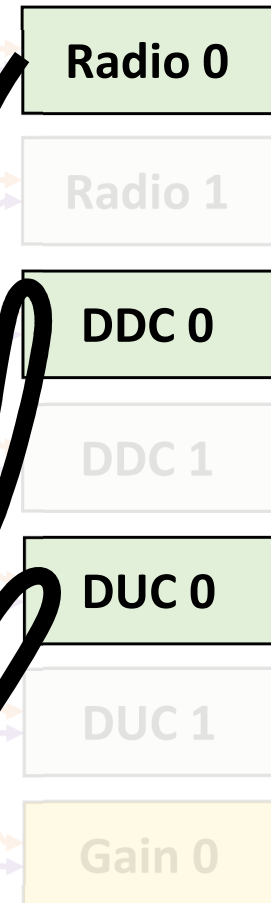 Radio 0
Radio 1
DDC 0
DDC 1
DUC 0
DUC 1
Gain 0